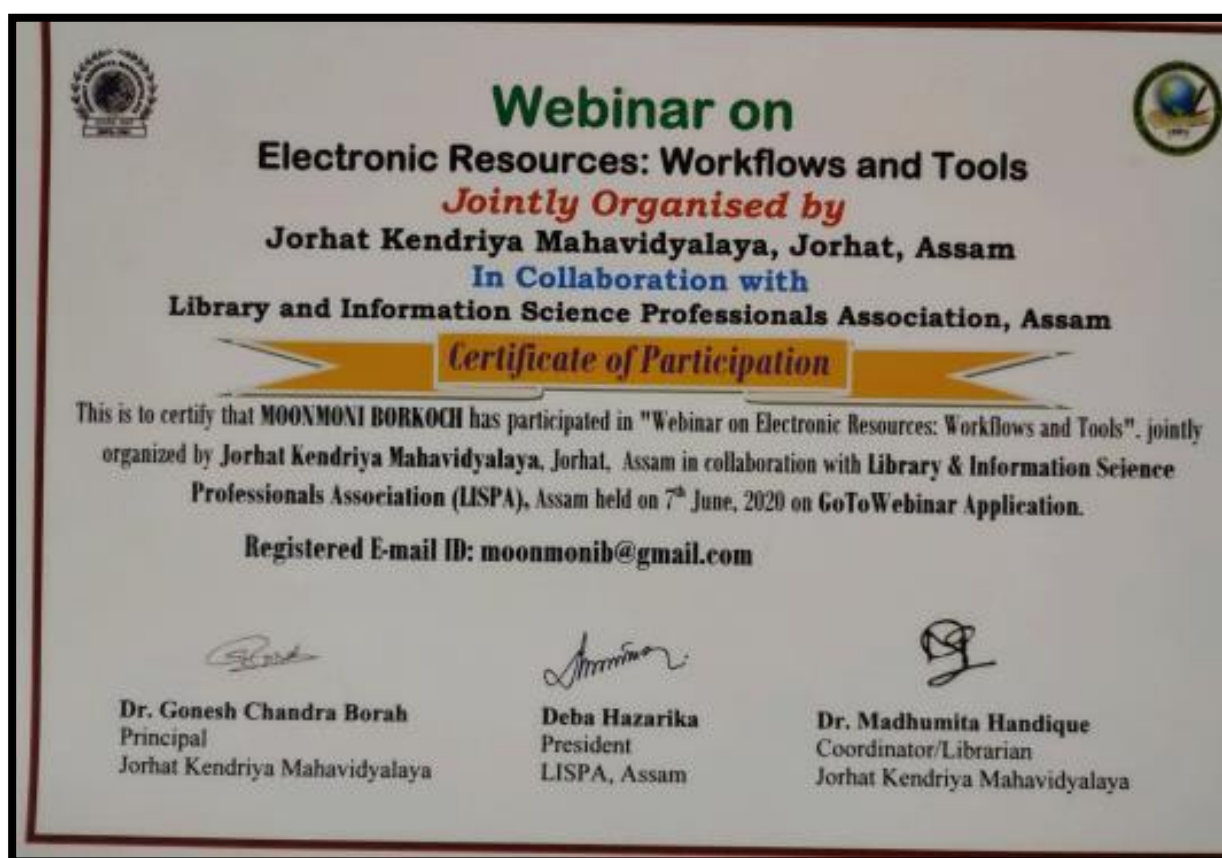 Webinar on
Electronic Resources: Workflows and Tools
Jointly Organised by
Jorhat Kendriya Mahavidyalaya, Jorhat, Assam
In Collaboration with
Library and Information Science Professionals Association, Assam
Certificate of Participation
This is to certify that MOONMONI BORKOCH has participated in "Webinar on Electronic Resources: Workflows and Tools". jointly
organized by Jorhat Kendriya Mahavidyalaya, Jorhat, Assam in collaboration with Library & Information Science
Professionals Association (LISPA), Assam held on 7th June, 2020 on GoToWebinar Application.
Registered E-mail ID: moonmonib@gmail.com
Dr. Gonesh Chandra Borah
Principal
Jorhat Kendriya Mahavidyalaya
Deba Hazarika
President
LISPA, Assam
Dr. Madhumita Handique
Coordinator/Librarian
Jorhat Kendriya Mahavidyalaya